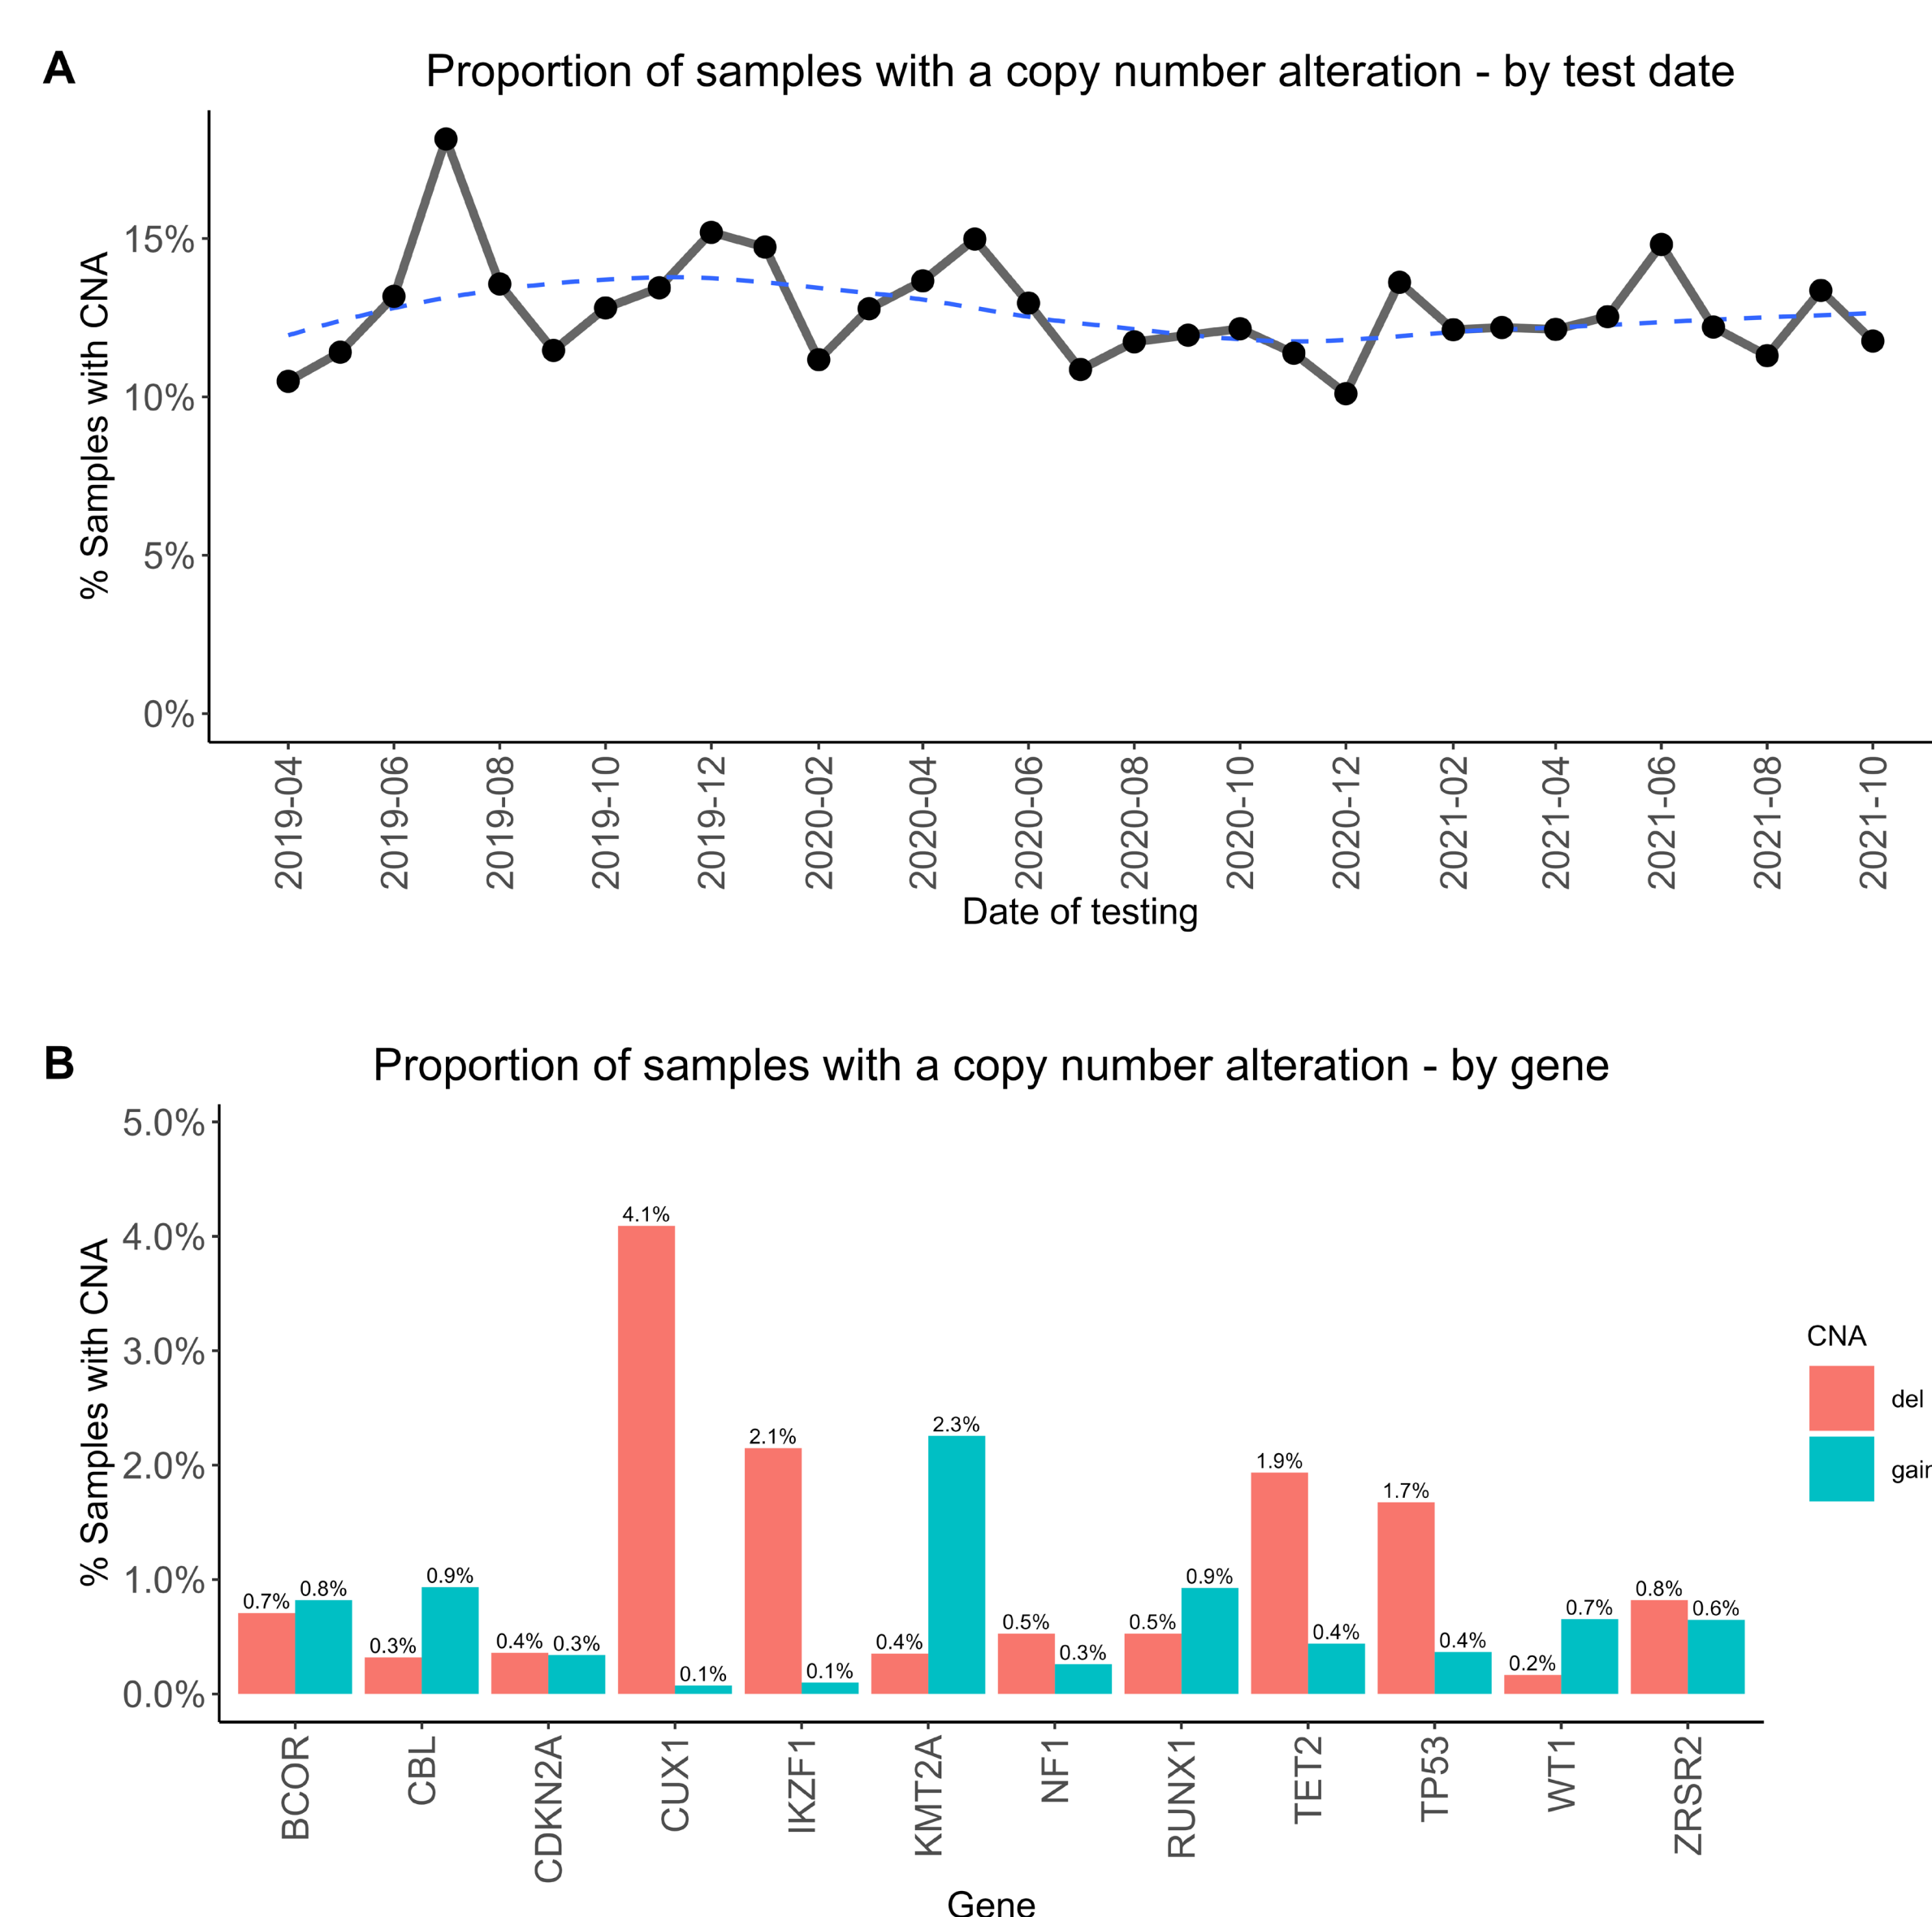 A
Proportion of samples with a copy number alteration - by test date
% Samples with CNA
15%
10%
5%
0%
2019-04
2019-06
2019-08
2019-10
2019-12
2020-02
2020-04
2020-06
2020-08
2020-10
2020-12
2021-02
2021-04
2021-06
2021-08
2021-10
Date of testing
B
Proportion of samples with a copy number alteration - by gene
% Samples with CNA
5.0%
4.0%
3.0%
2.0%
1.0%
0.0%
0.7%
0.8%
0.3%
0.9%
0.4%
0.3%
4.1%
0.1%
2.1%
0.1%
0.4%
2.3%
0.5%
0.3%
0.5%
0.9%
1.9%
0.4%
1.7%
0.4%
0.2%
0.7%
0.8%
0.6%
BCOR
CBL
CDKN2A
CUX1
IKZF1
KMT2A
NF1
RUNX1
TET2
TP53
WT1
ZRSR2
Gene
CNA
del
gain